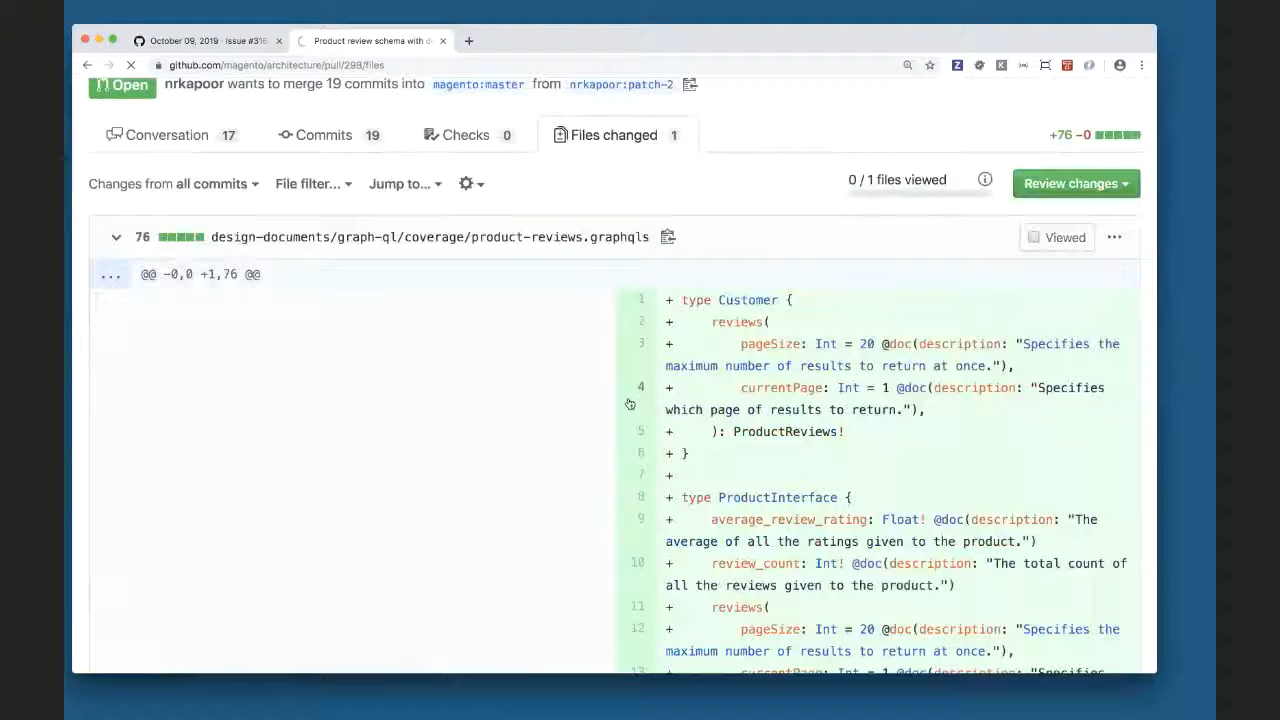 October 09, 2019 · Issue #316 ×
Product review schema with d × +
github.com/magento/architecture/pull/298/files
Open nrkapoor wants to merge 19 commits into magento:master from nrkapoor:patch-2
Conversation 17 Commits 19 Checks 0 Files changed 1 +76 −0
Changes from all commits File filter... Jump to... 0 / 1 files viewed Review changes
76 design-documents/graph-ql/coverage/product-reviews.graphqls Viewed ...
... @@ -0,0 +1,76 @@
1 + type Customer {
2 + reviews(
3 + pageSize: Int = 20 @doc(description: "Specifies the
maximum number of results to return at once."),
4 + currentPage: Int = 1 @doc(description: "Specifies
which page of results to return."),
5 + ): ProductReviews!
6 + }
7 +
8 + type ProductInterface {
9 + average_review_rating: Float! @doc(description: "The
average of all the ratings given to the product.")
10 + review_count: Int! @doc(description: "The total count of
all the reviews given to the product.")
11 + reviews(
12 + pageSize: Int = 20 @doc(description: "Specifies the
maximum number of results to return at once."),
13 + currentPage: Int = 1 @doc(description: "Specifies